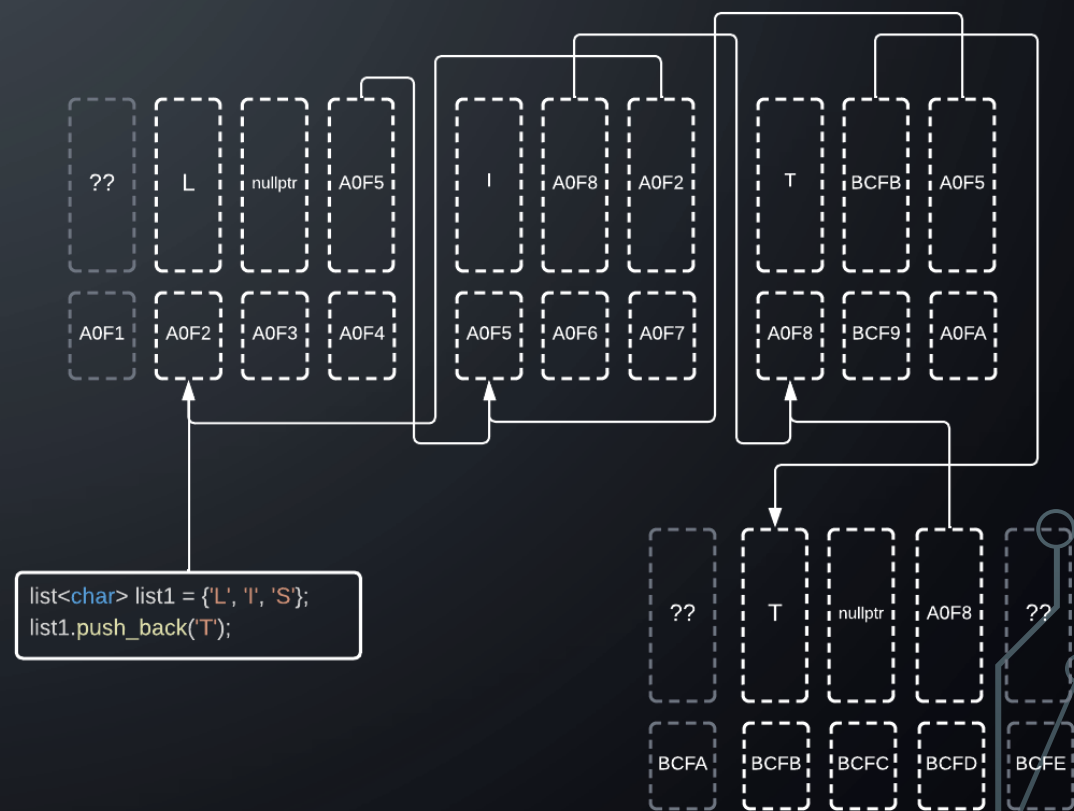 ?? L nullptr A0F5 I A0F8 A0F2 T BCFB A0F5
A0F1 A0F2 A0F3 A0F4 A0F5 A0F6 A0F7 A0F8 BCF9 A0FA
list<char> list1 = {'L', 'I', 'S'};
list1.push_back('T');
?? T nullptr A0F8 ??
BCFA BCFB BCFC BCFD BCFE